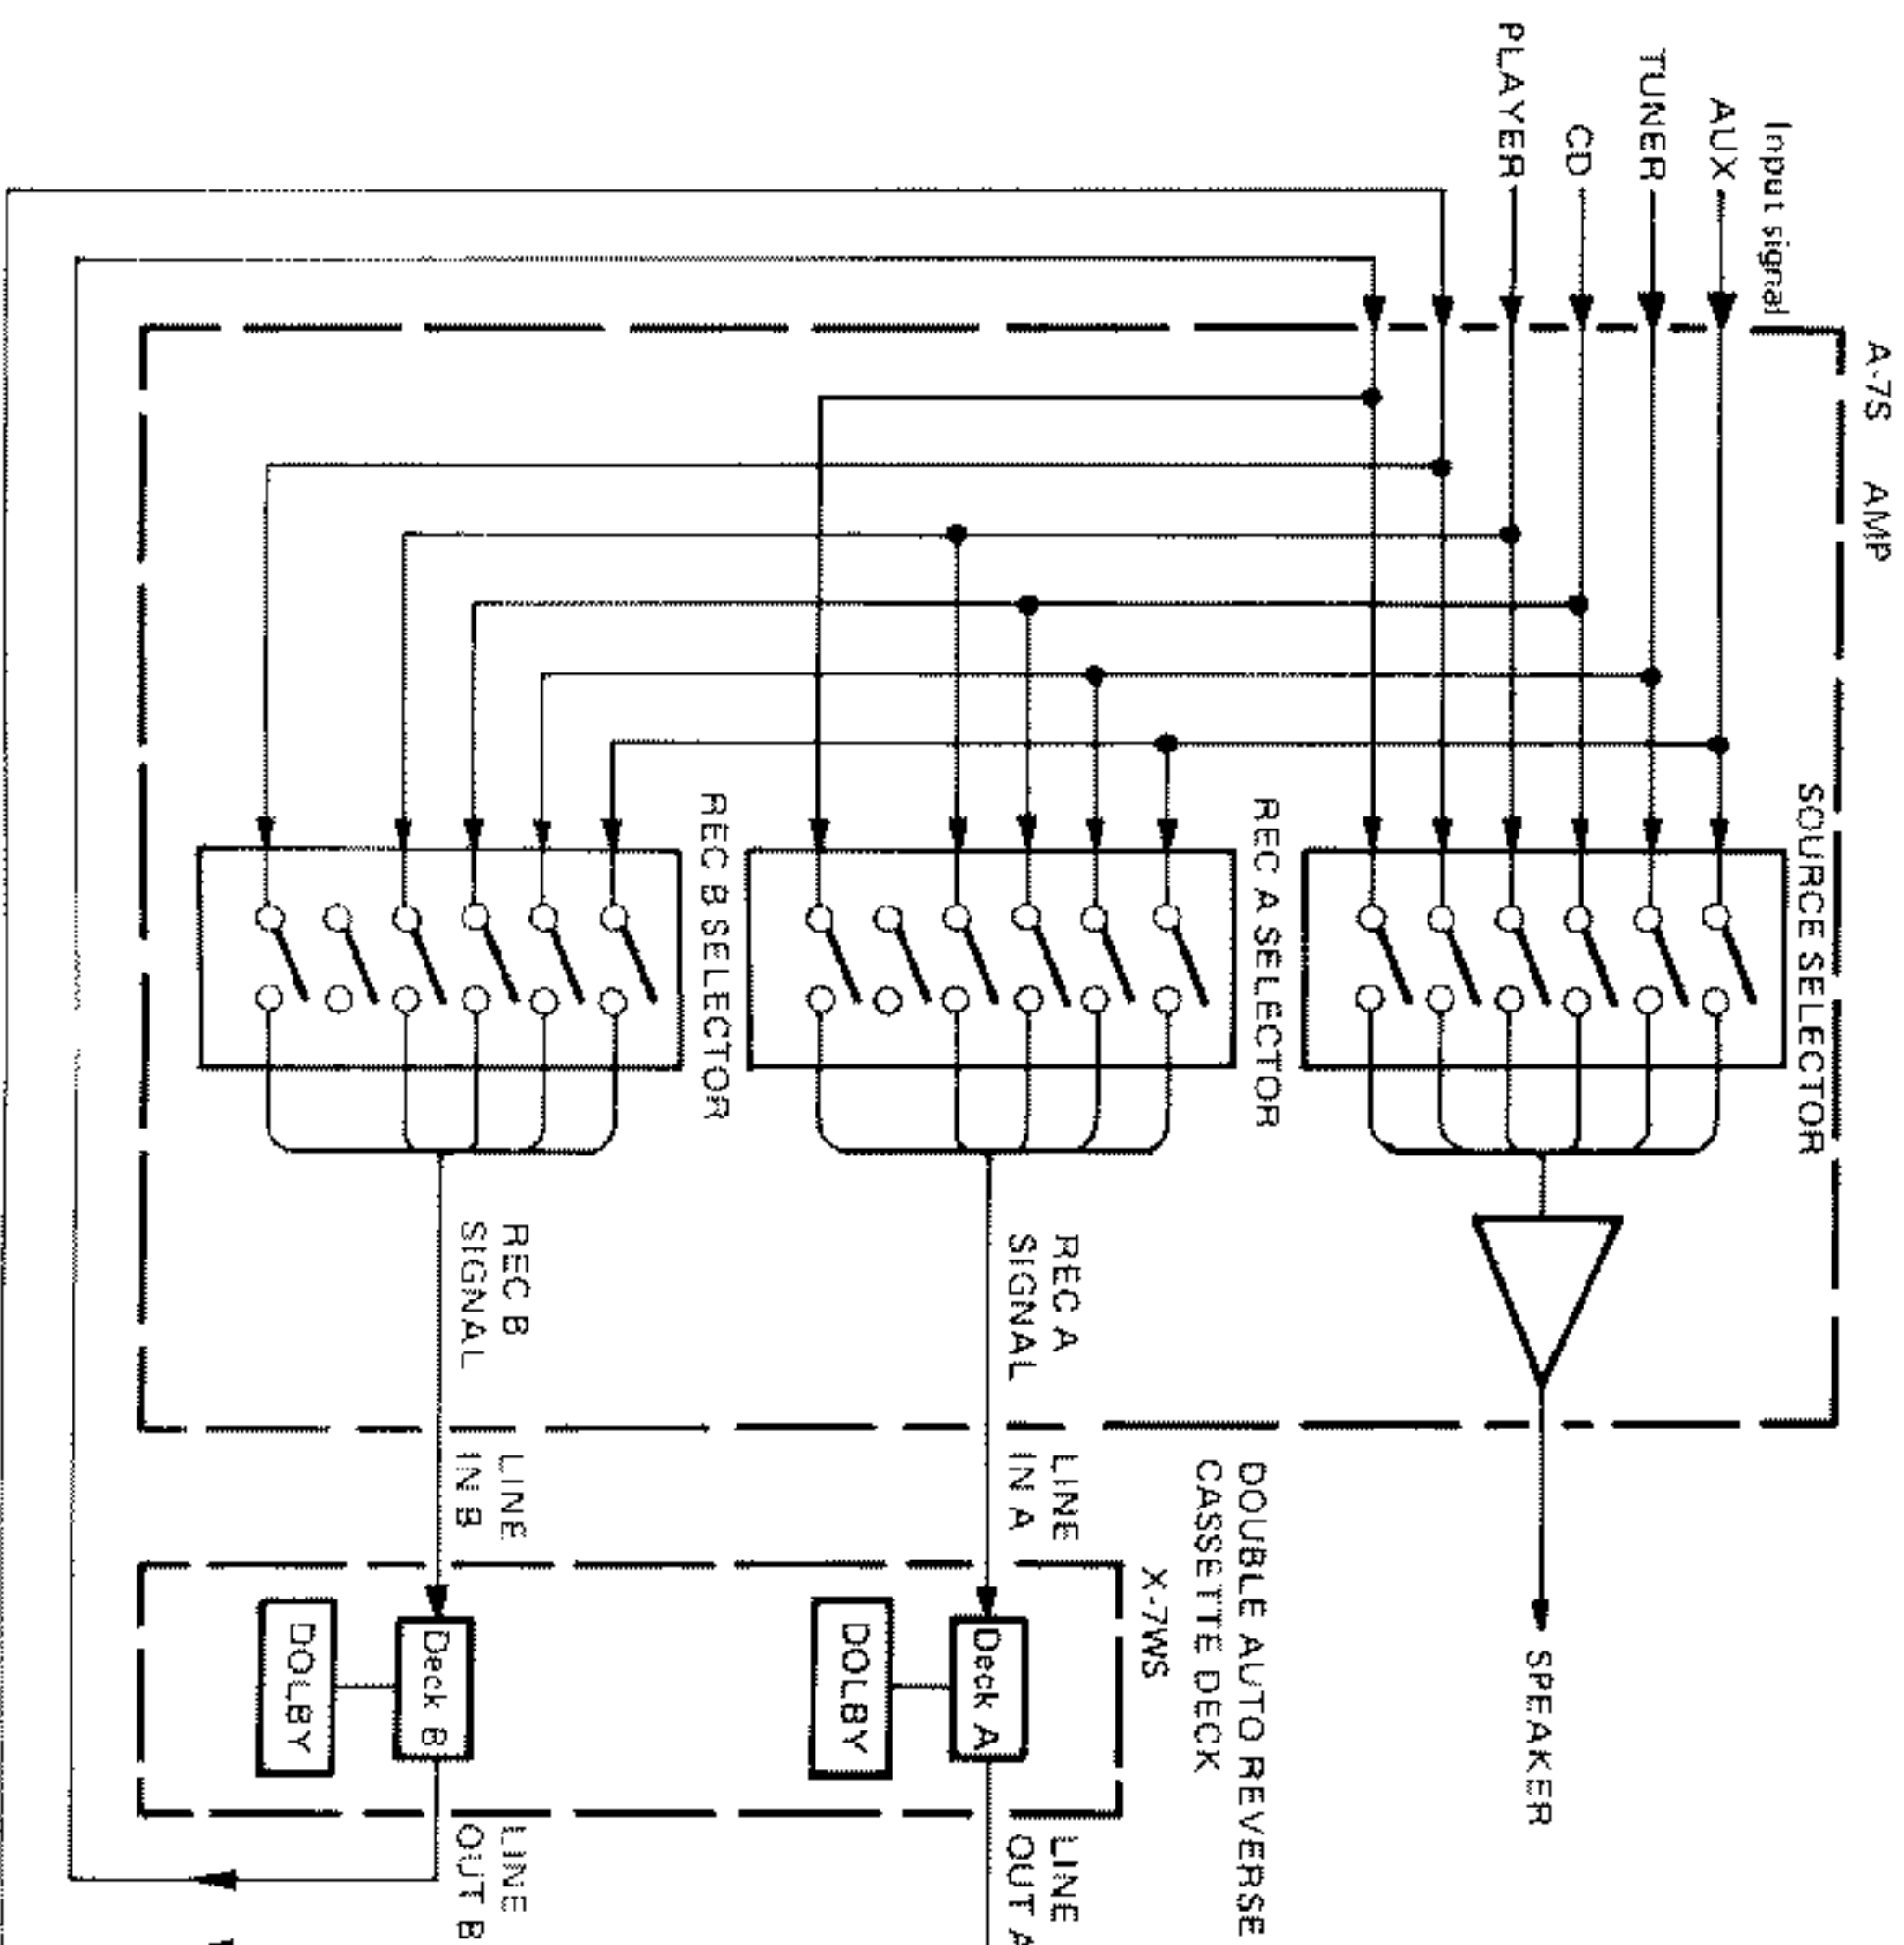 Input signal
AUX
TUNER
CD
PLAYER
A-7S AMP
SOURCE SELECTOR
REC A SELECTOR
REC B SELECTOR
REC A
SIGNAL
REC B
SIGNAL
LINE
IN A
LINE
IN B
DOUBLE AUTO REVERSE
CASSETTE DECK
X-7WS
SPEAKER
Deck A
DOLBY
Deck B
DOLBY
LINE
OUT A
LINE
OUT B